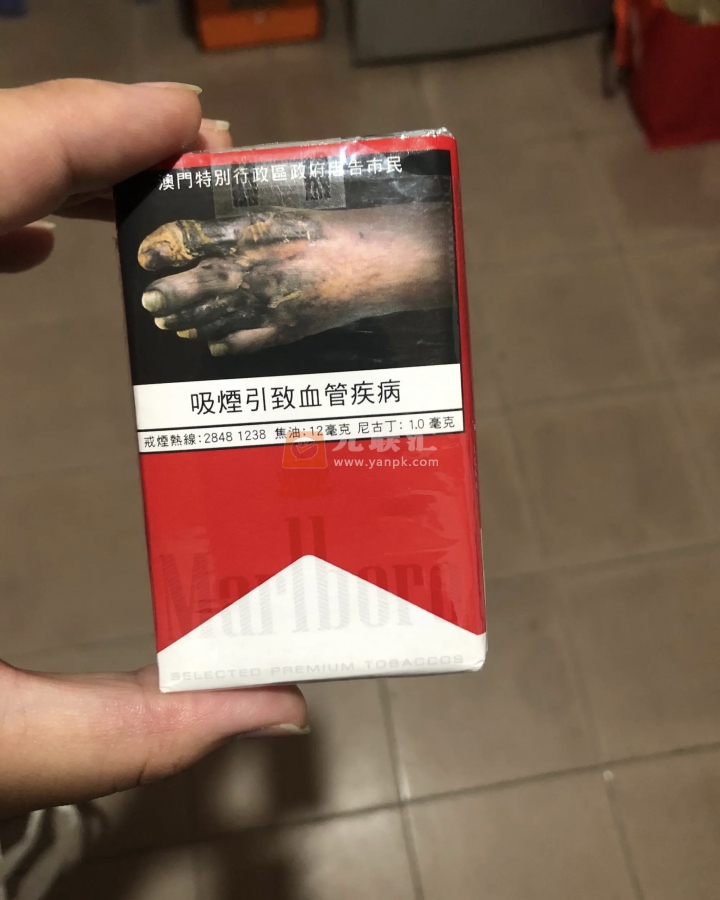 澳門特別行政區政府忠告市民
吸煙引致血管疾病
戒煙熱線:2848 1238 焦油:12毫克 尼古丁:1.0 毫克
www.yanpk.com
Marlboro
SELECTED PREMIUM TOBACCOS